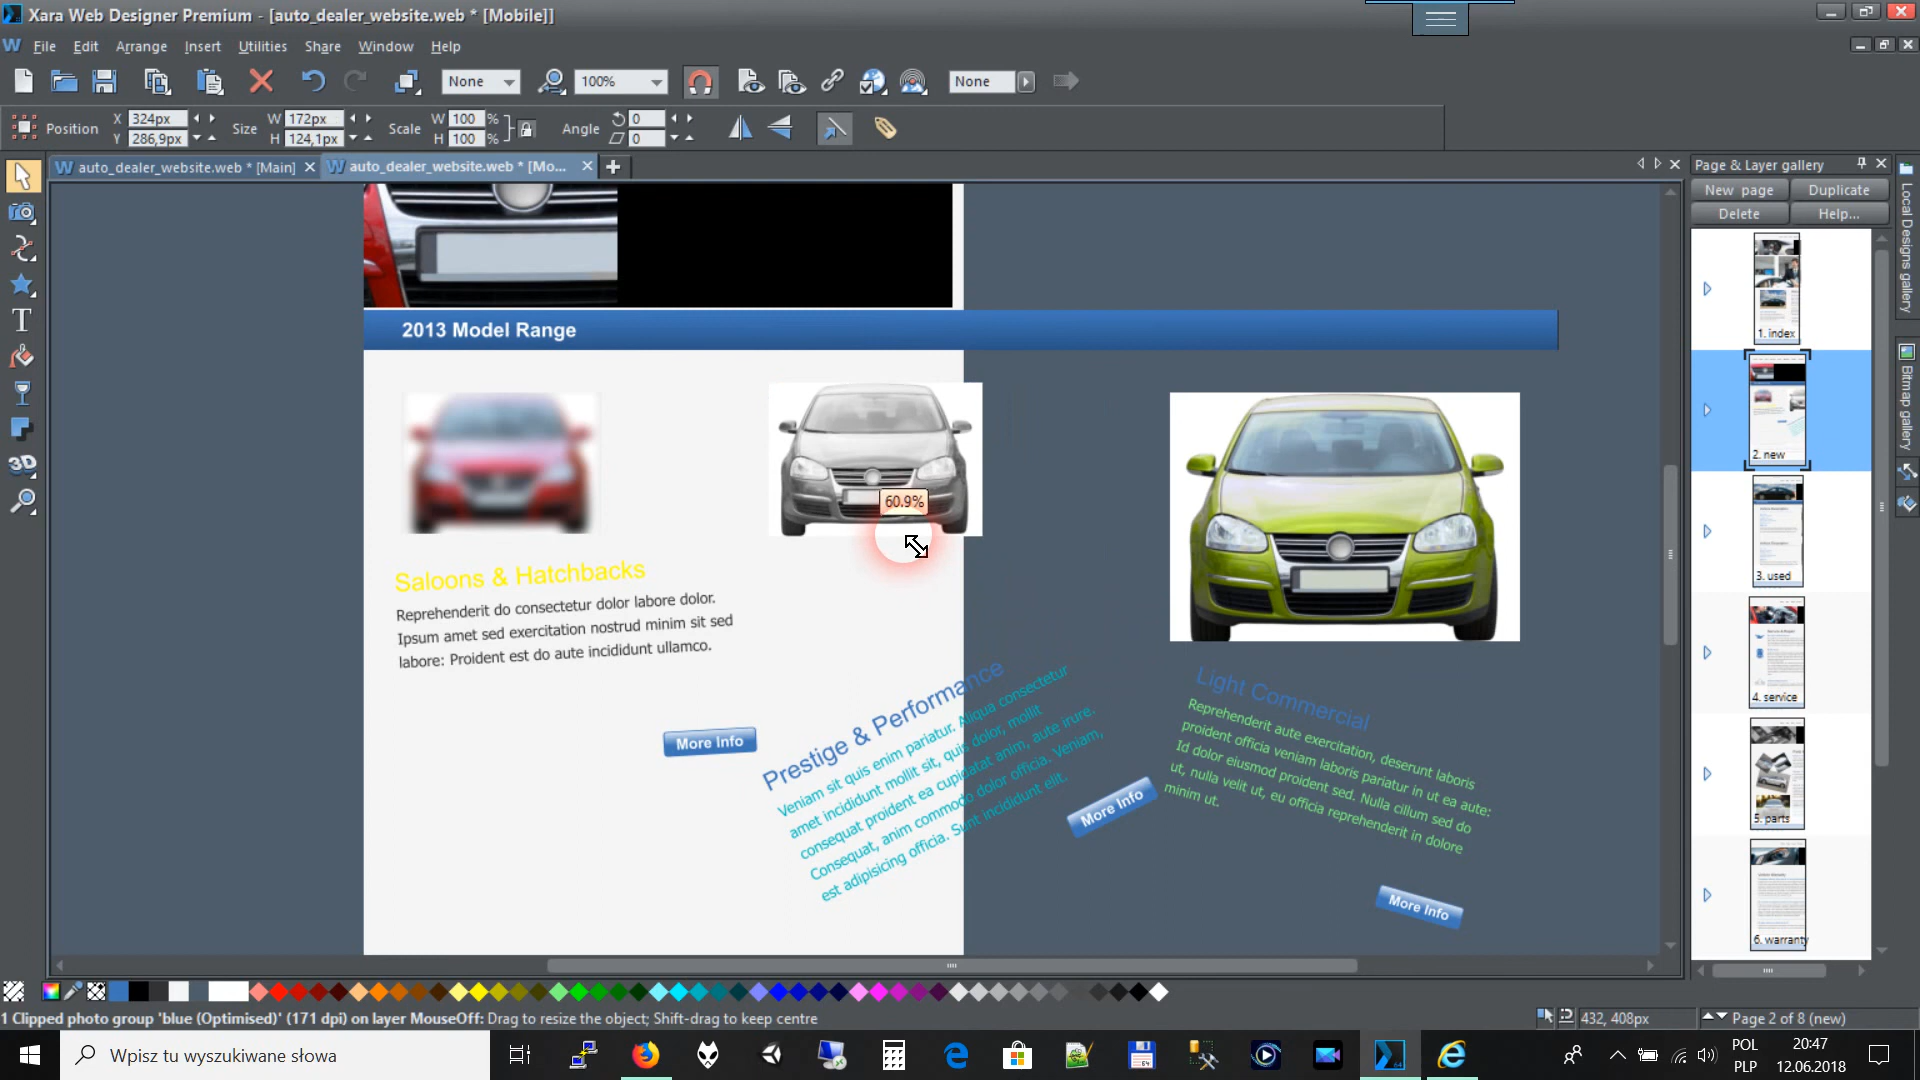 Xara Web Designer Premium - [auto_dealer_website.web * [Mobile]]
File Edit Arrange Insert Utilities Share Window Help
None 100% None
Position X 324px Y 286,9px Size W 172px H 124,1px Scale W 100 % H 100 % Angle 0 0
auto_dealer_website.web * [Main] auto_dealer_website.web * [Mo...
Page & Layer gallery
New page Duplicate
Delete Help...
Local Designs gallery
Bitmap gallery
1. index
2. new
3. used
4. service
5. parts
6. warranty
2013 Model Range
60.9%
Saloons & Hatchbacks
Reprehenderit do consectetur dolor labore dolor.
Ipsum amet sed exercitation nostrud minim sit sed
labore: Proident est do aute incididunt ullamco.
More Info
Prestige & Performance
Veniam sit quis enim pariatur. Aliqua consectetur
amet incididunt mollit sit, quis dolor, mollit
consequat proident ea cupidatat anim, aute irure.
Consequat, anim commodo dolor officia. Veniam,
est adipisicing officia. Sunt incididunt elit.
More Info
Light Commercial
Reprehenderit aute exercitation, deserunt laboris
proident officia veniam laboris pariatur in ut ea aute:
Id dolor eiusmod proident sed. Nulla cillum sed do
ut, nulla velit ut, eu officia reprehenderit in dolore
minim ut.
More Info
3D
1 Clipped photo group 'blue (Optimised)' (171 dpi) on layer MouseOff: Drag to resize the object; Shift-drag to keep centre
432, 408px
Page 2 of 8 (new)
Wpisz tu wyszukiwane słowa
POL
PLP
20:47
12.06.2018